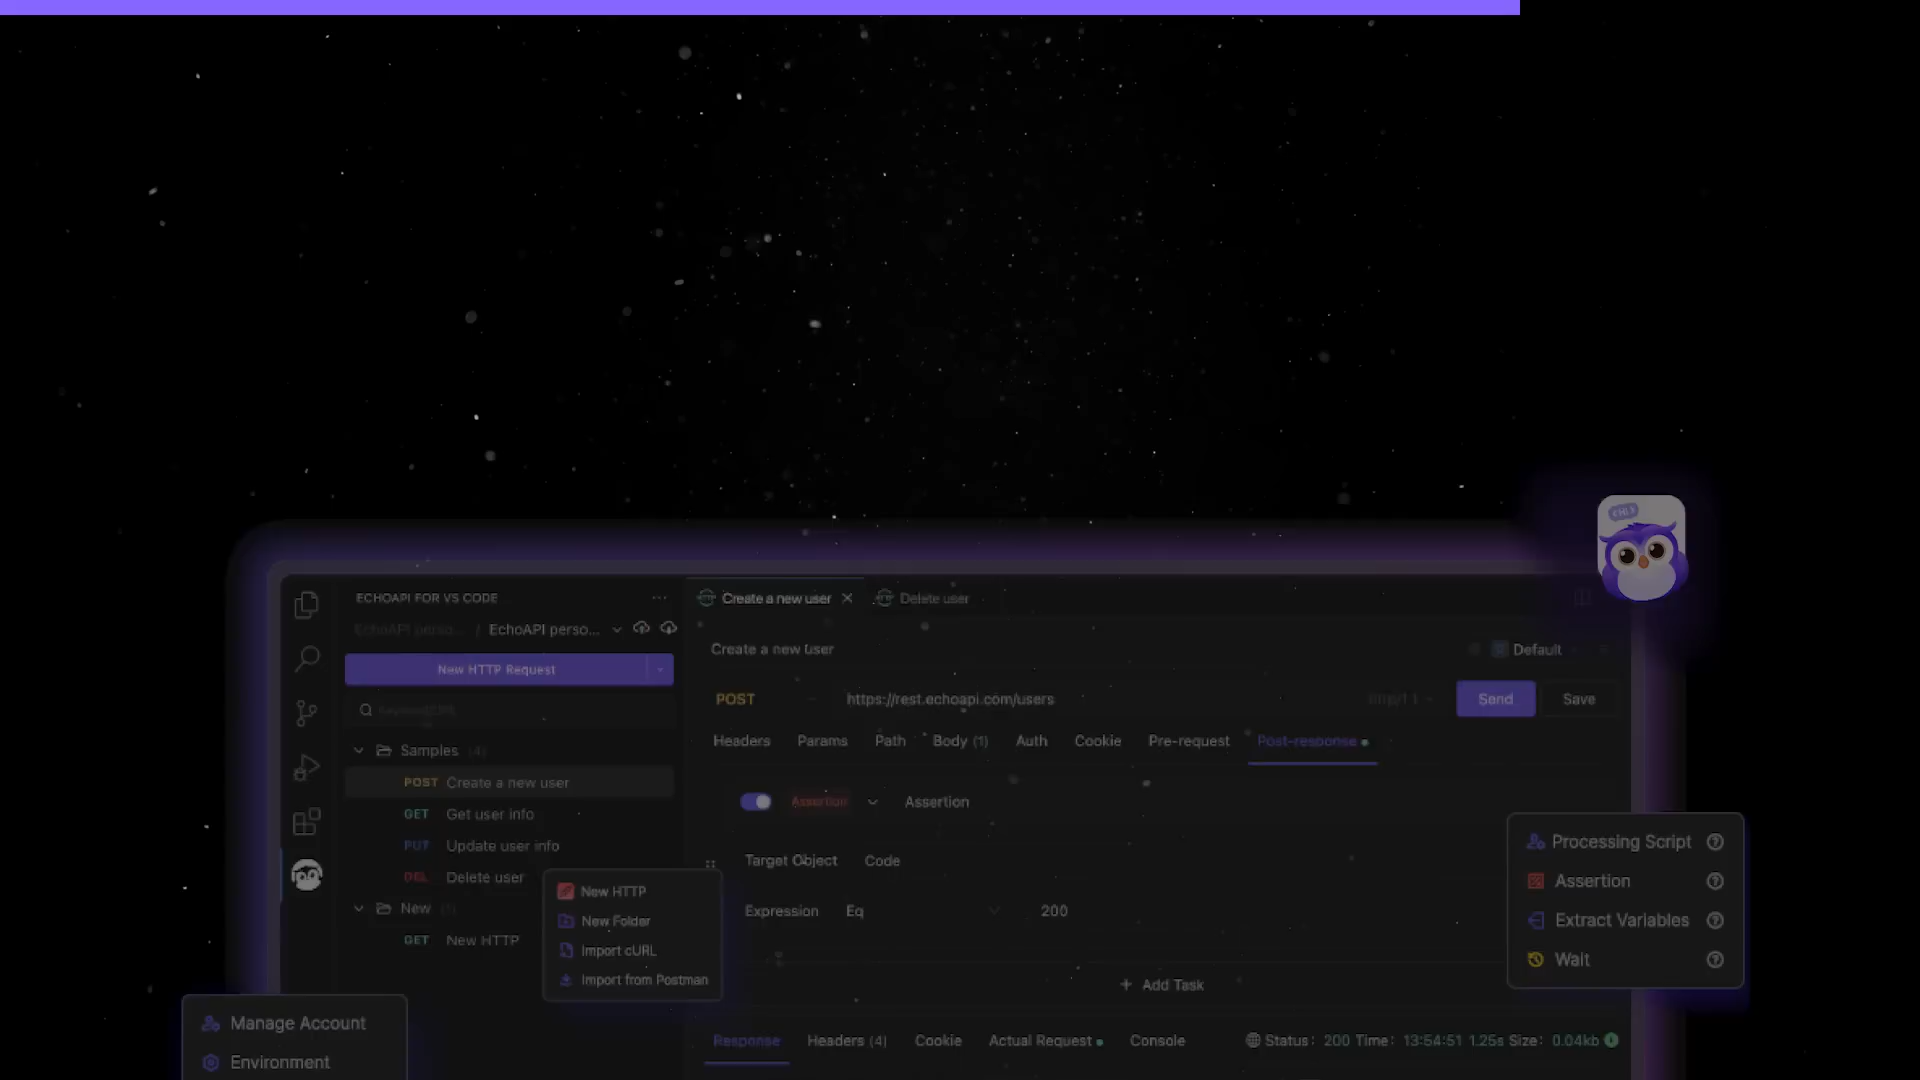 ECHOAPI FOR VS CODE
Create a new user
Delete user
EchoAPI perso... / EchoAPI perso...
Create a new user
Default
New HTTP Request
POST
https://rest.echoapi.com/users
Send
Save
Headers Params Path Body (1) Auth Cookie Pre-request Post-response
Samples (4)
POST Create a new user
GET Get user info
PUT Update user info
DEL Delete user
New
GET New HTTP
Assertion Assertion
Target Object Code
Expression Eq 200
+ Add Task
New HTTP
New Folder
Import cURL
Import from Postman
Processing Script
Assertion
Extract Variables
Wait
Manage Account
Environment
Response Headers (4) Cookie Actual Request Console
Status: 200 Time: 13:54:51 1.25s Size: 0.04kb